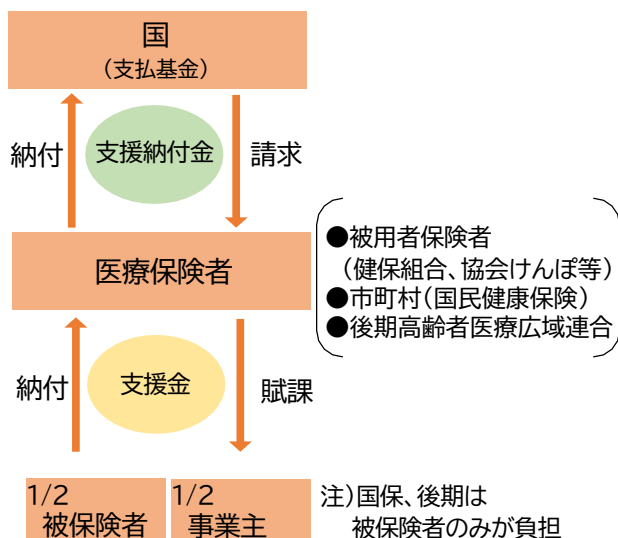 国
(支払基金)
納付
支援納付金
請求
医療保険者
●被用者保険者
(健保組合、協会けんぽ等)
●市町村(国民健康保険)
●後期高齢者医療広域連合
納付
支援金
賦課
1/2
被保険者
1/2
事業主
注)国保、後期は
被保険者のみが負担